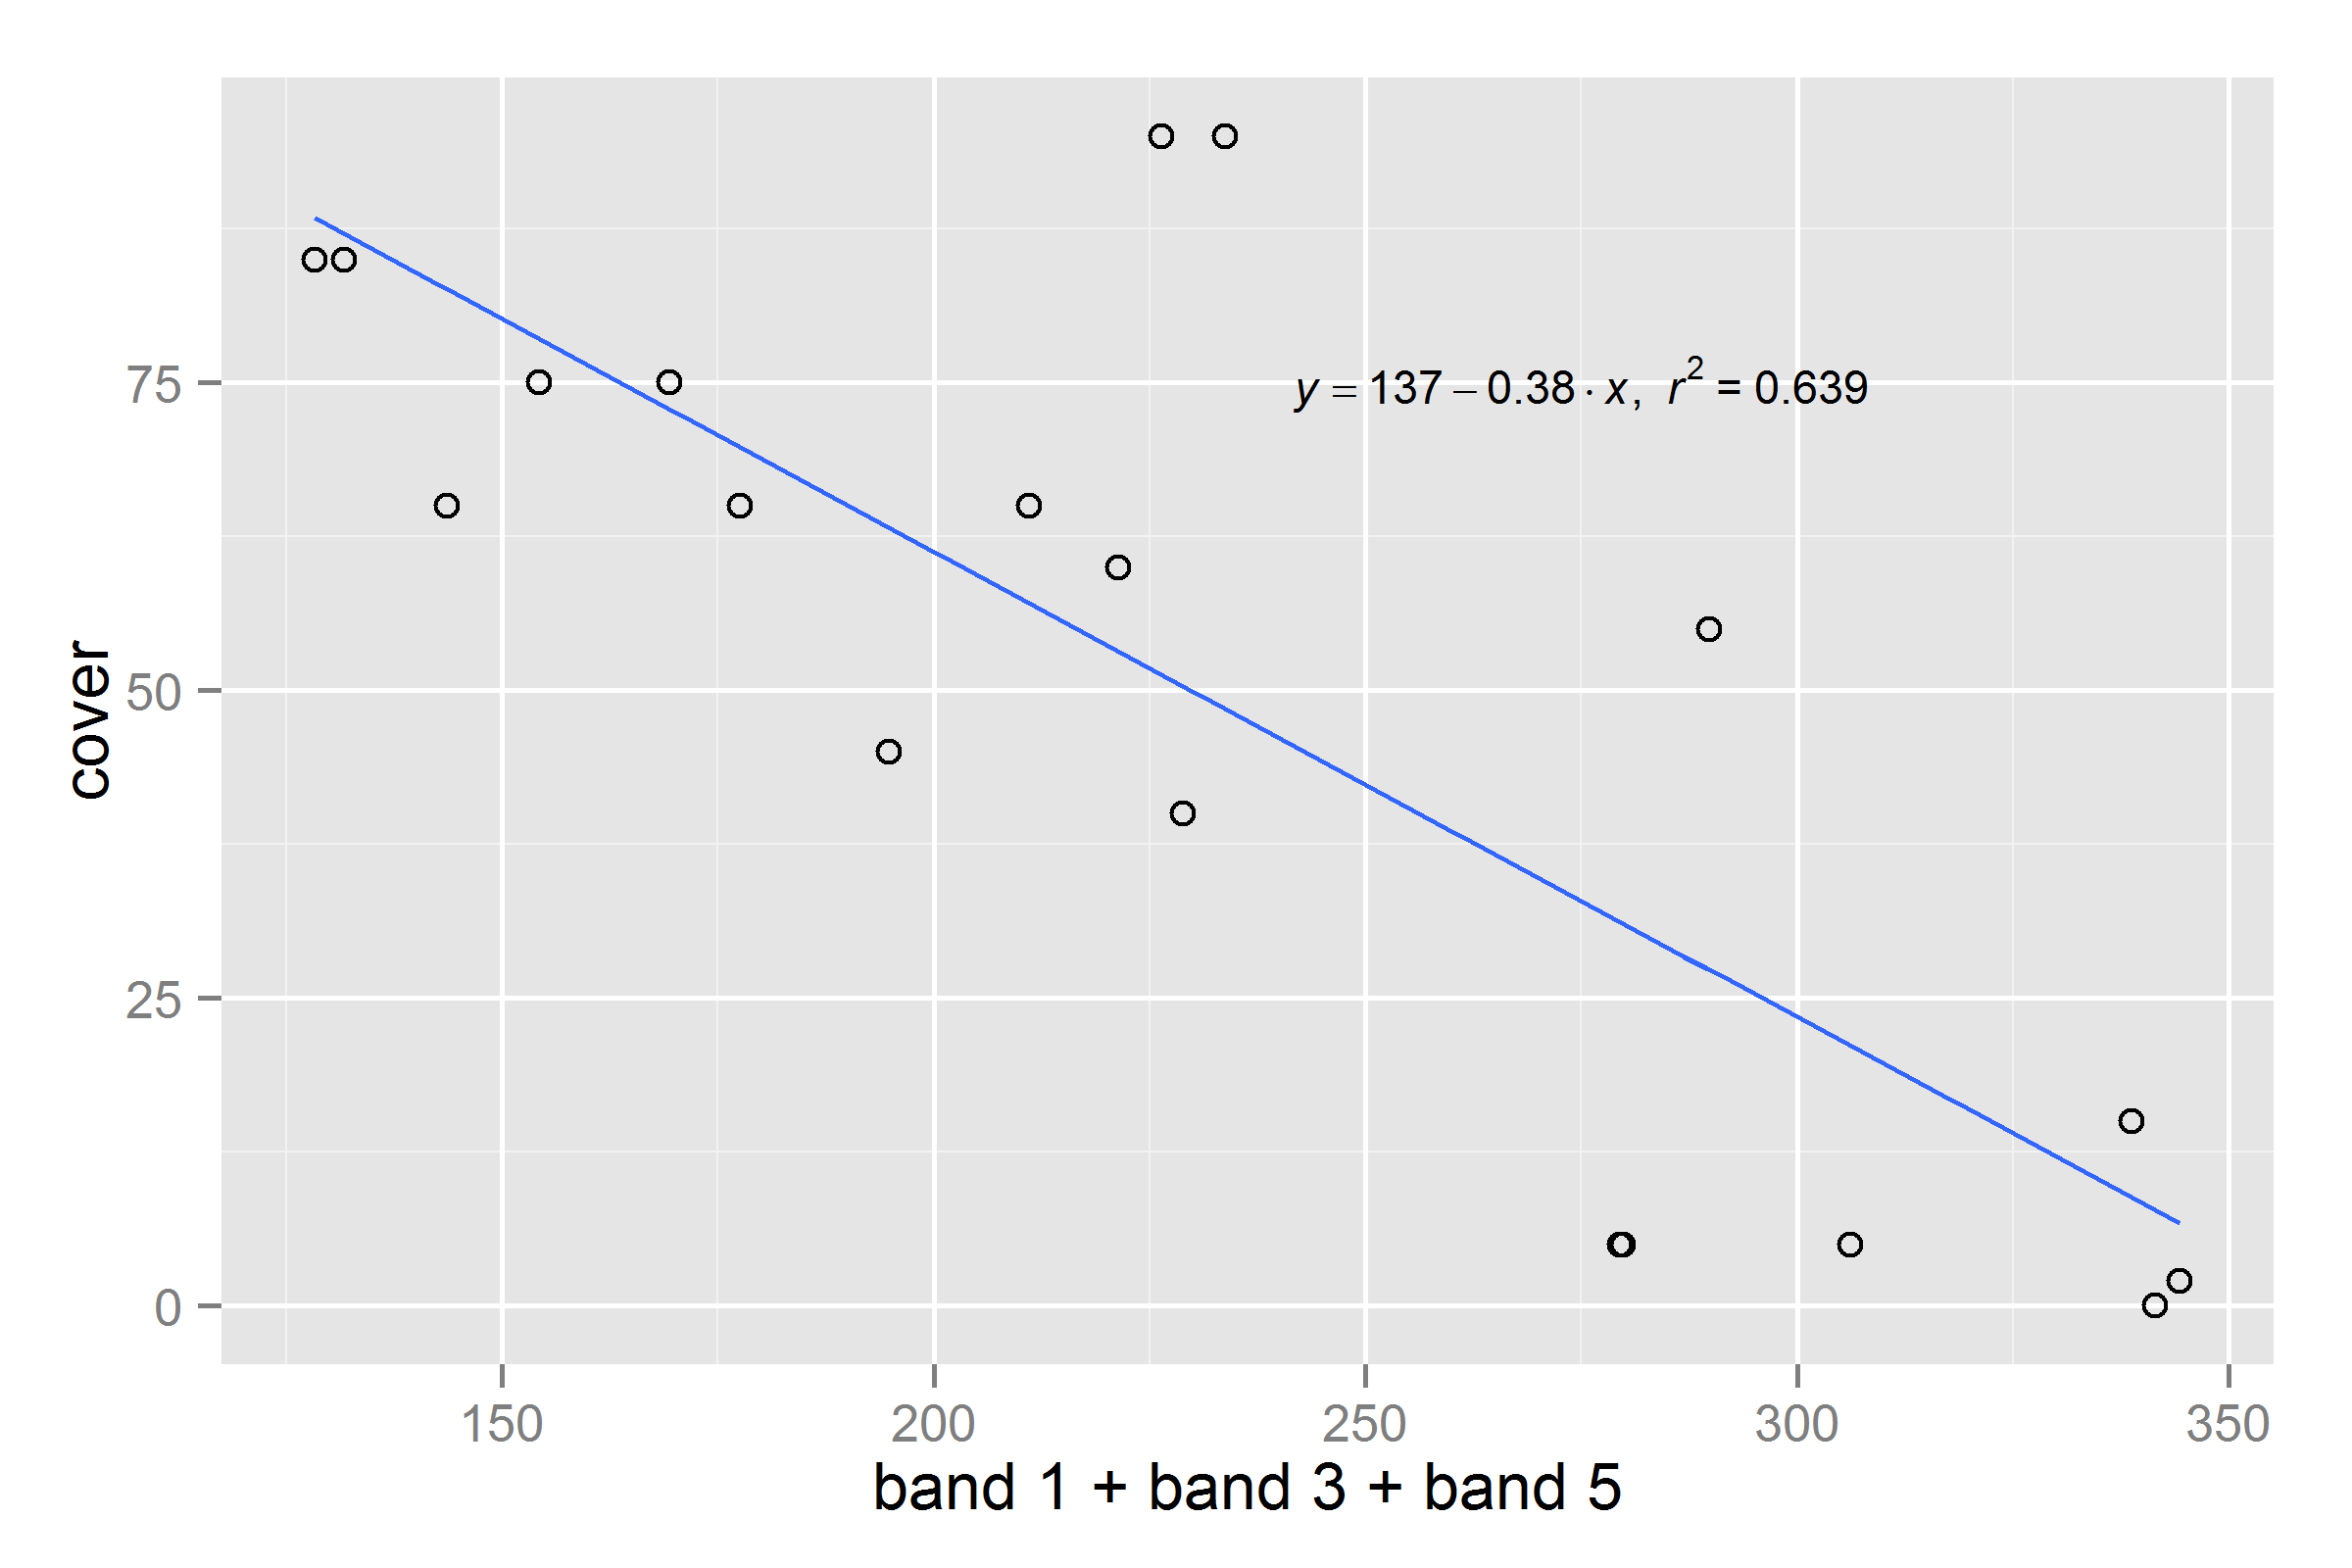 y = 137 − 0.38 · x, r² = 0.639
75
50
25
0
cover
150 200 250 300 350
band 1 + band 3 + band 5